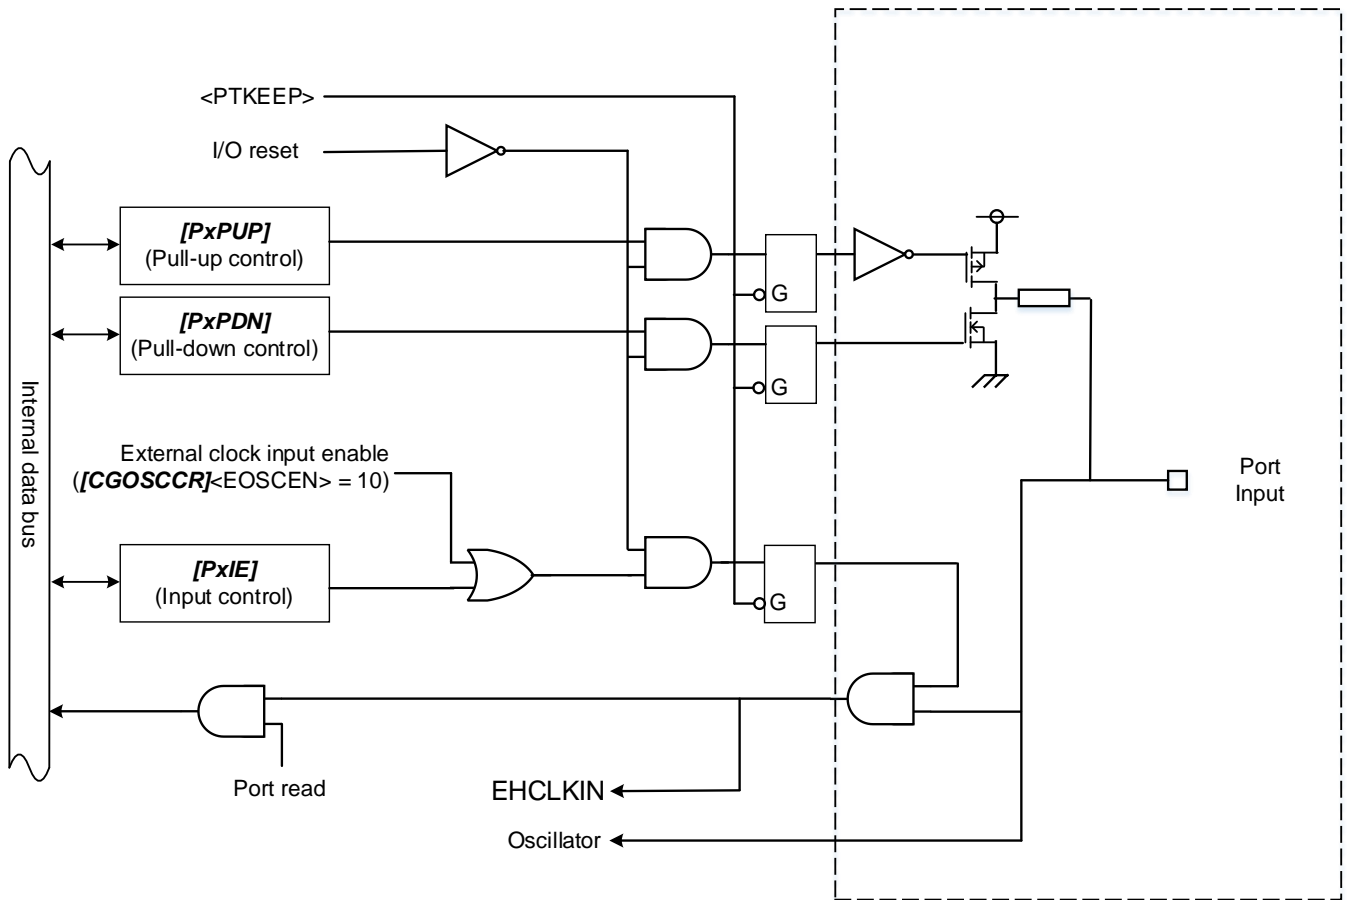 <PTKEEP>
I/O reset
[PxPUP]
(Pull-up control)
G
[PxPDN]
(Pull-down control)
G
Internal data bus
External clock input enable
([CGOSCCR]<EOSCEN> = 10)
Port
Input
[PxIE]
(Input control)
G
Port read
EHCLKIN
Oscillator